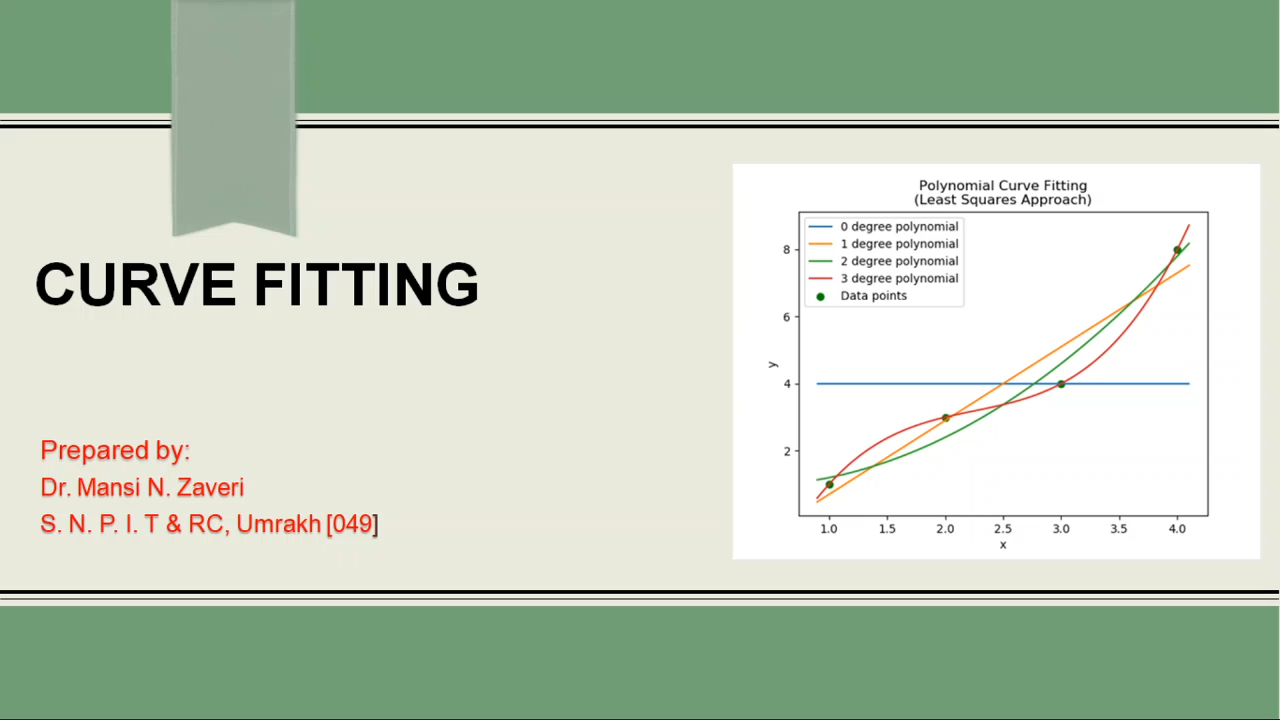 CURVE FITTING
Prepared by:
Dr. Mansi N. Zaveri
S. N. P. I. T & RC, Umrakh [049]
Polynomial Curve Fitting
(Least Squares Approach)
0 degree polynomial
1 degree polynomial
2 degree polynomial
3 degree polynomial
Data points
8
6
4
2
y
1.0 1.5 2.0 2.5 3.0 3.5 4.0
x